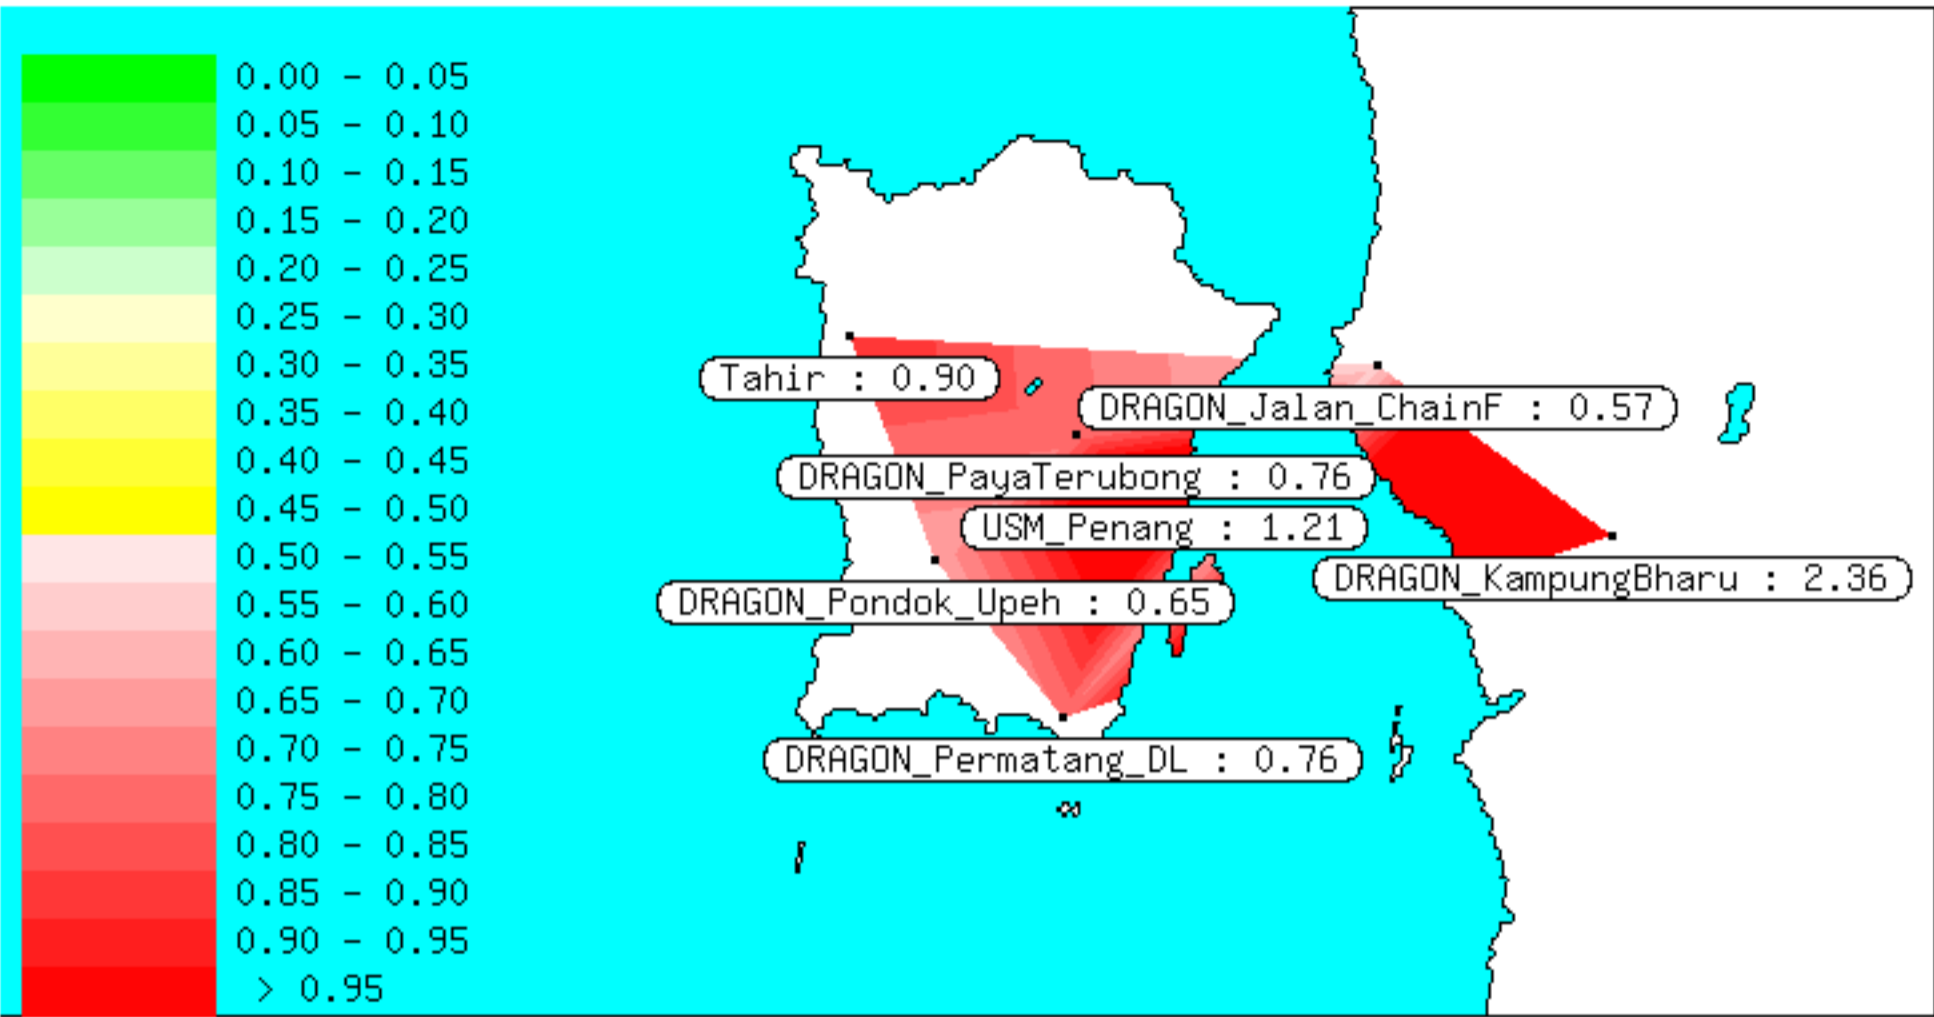 0.00 - 0.05
0.05 - 0.10
0.10 - 0.15
0.15 - 0.20
0.20 - 0.25
0.25 - 0.30
0.30 - 0.35
0.35 - 0.40
0.40 - 0.45
0.45 - 0.50
0.50 - 0.55
0.55 - 0.60
0.60 - 0.65
0.65 - 0.70
0.70 - 0.75
0.75 - 0.80
0.80 - 0.85
0.85 - 0.90
0.90 - 0.95
> 0.95
Tahir : 0.90
DRAGON_Jalan_ChainF : 0.57
DRAGON_PayaTerubong : 0.76
USM_Penang : 1.21
DRAGON_KampungBharu : 2.36
DRAGON_Pondok_Upeh : 0.65
DRAGON_Permatang_DL : 0.76